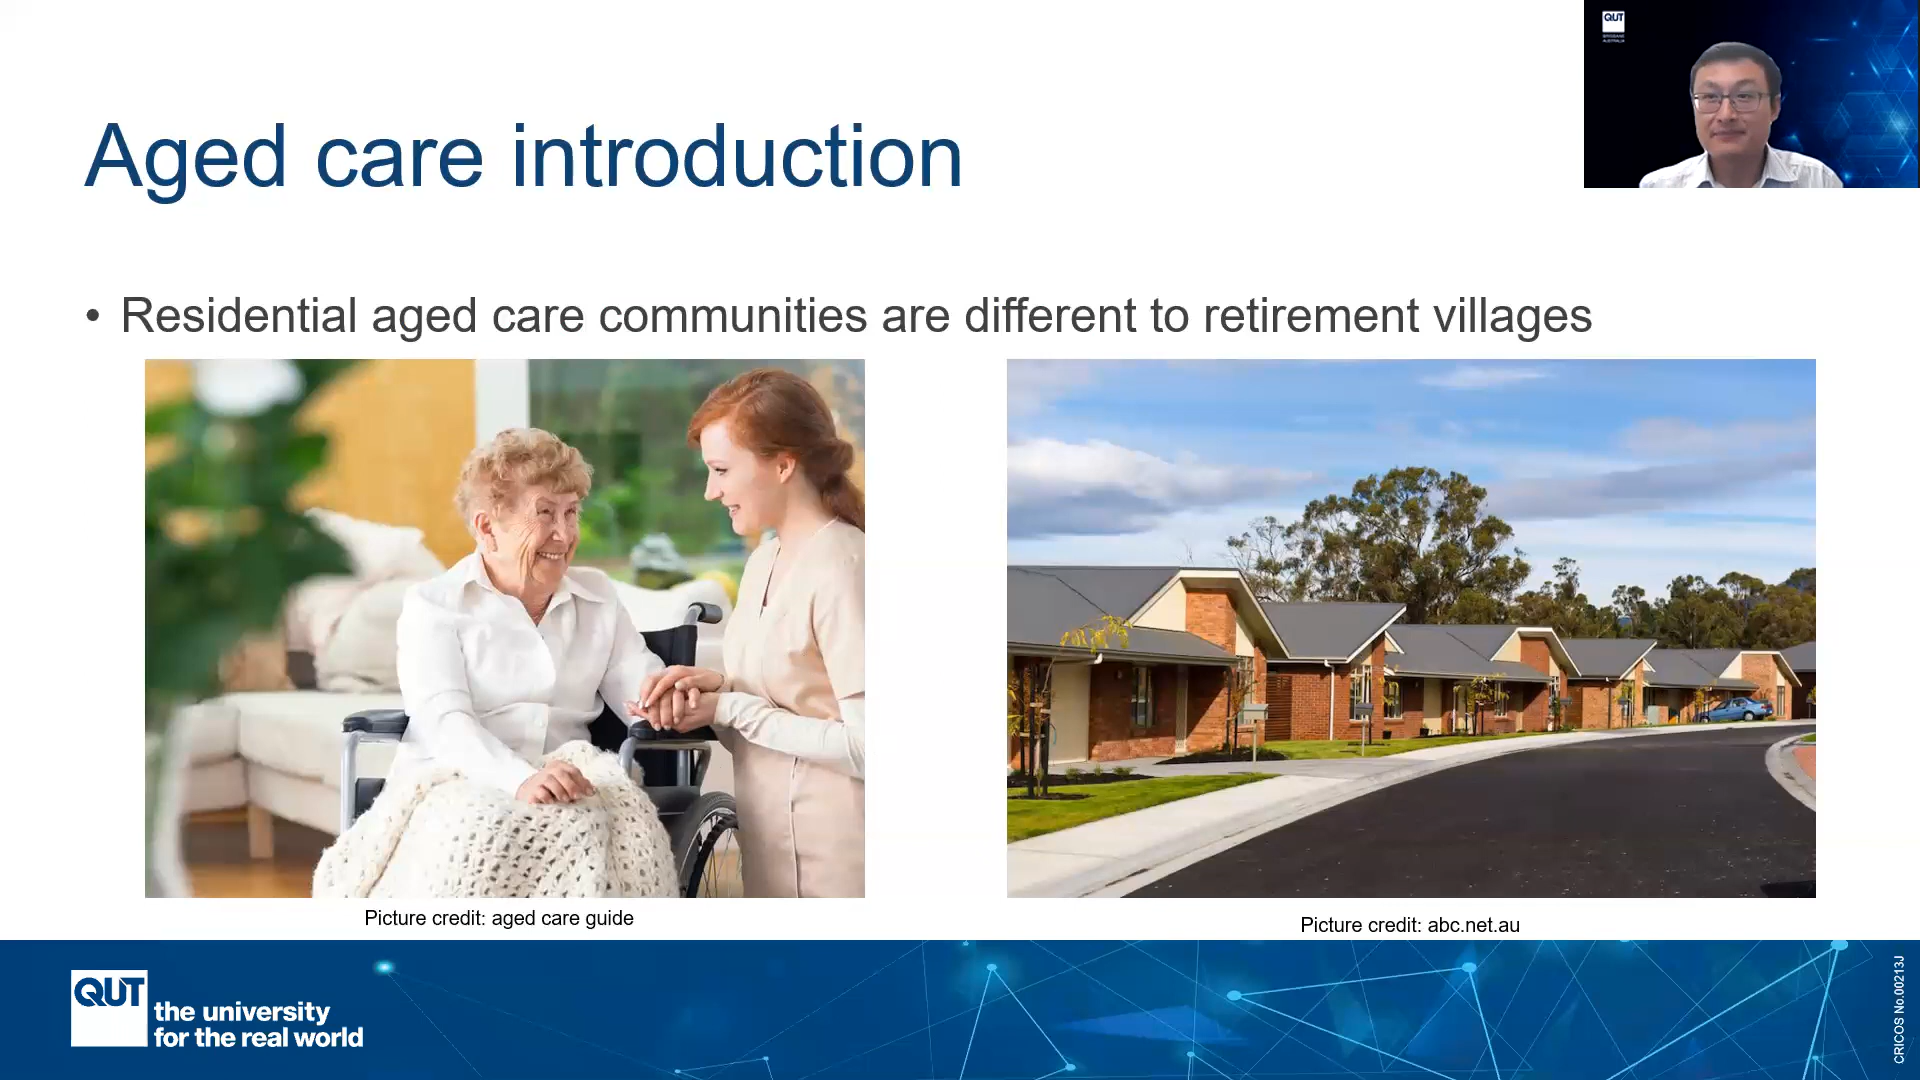 QUT
Aged care introduction
• Residential aged care communities are different to retirement villages
Picture credit: aged care guide
Picture credit: abc.net.au
QUT
the university
for the real world
CRICOS No.00213J